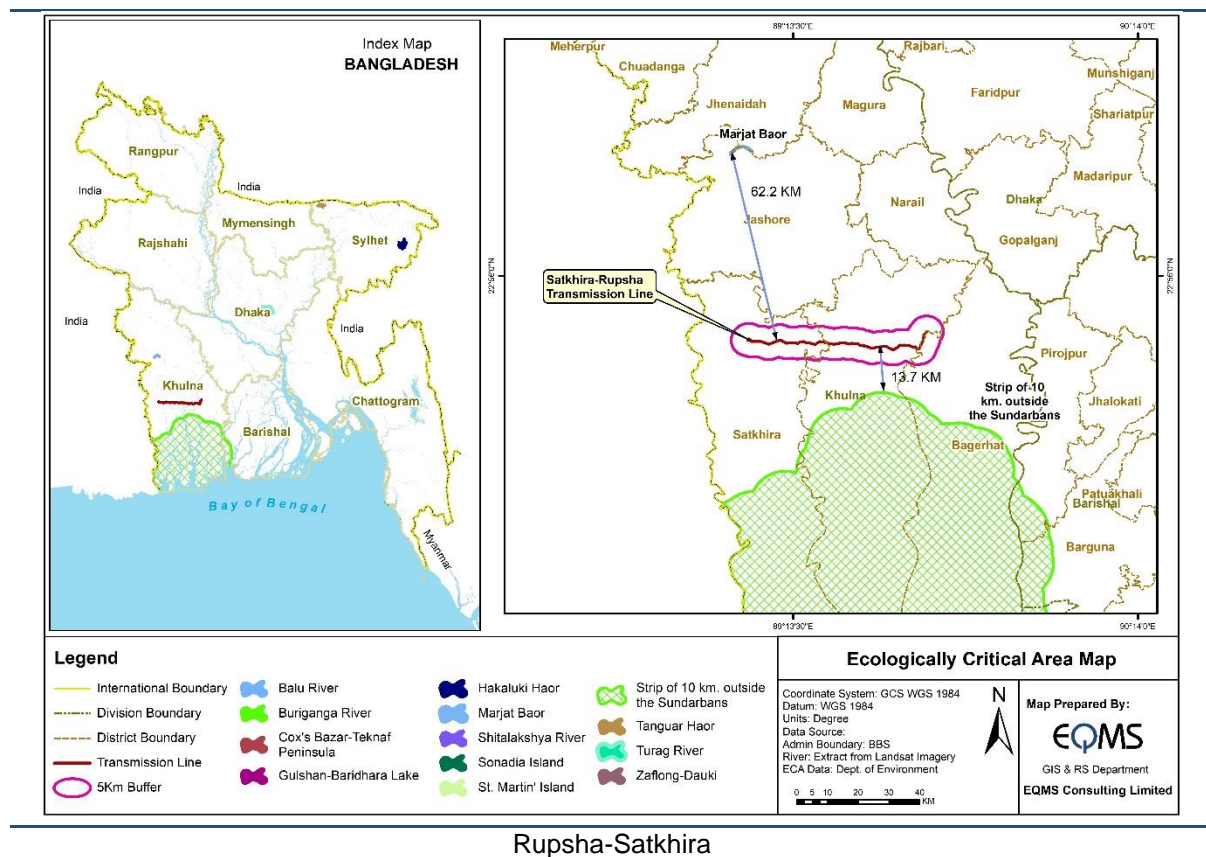 Index Map
BANGLADESH
Rangpur
India
India
Mymensingh
Sylhet
Rajshahi
Dhaka
India
India
Khulna
Chattogram
Barishal
Bay of Bengal
Myanmar
89°13'30"E
90°14'0"E
Meherpur
Rajbari
Chuadanga
Munshiganj
Faridpur
Jhenaidah
Magura
Shariatpur
Marjat Baor
Madaripur
62.2 KM
Narail
Dhaka
Jashore
Gopalganj
22°56'0"N
22°56'0"N
Satkhira-Rupsha
Transmission Line
Pirojpur
13.7 KM
Strip of 10
km. outside
the Sundarbans
Khulna
Jhalokati
Satkhira
Bagerhat
Patuakhali
Barishal
Barguna
89°13'30"E
90°14'0"E
Legend
International Boundary
Division Boundary
District Boundary
Transmission Line
5Km Buffer
Balu River
Buriganga River
Cox's Bazar-Teknaf
Peninsula
Gulshan-Baridhara Lake
Hakaluki Haor
Marjat Baor
Shitalakshya River
Sonadia Island
St. Martin' Island
Strip of 10 km. outside
the Sundarbans
Tanguar Haor
Turag River
Zaflong-Dauki
Ecologically Critical Area Map
Coordinate System: GCS WGS 1984
Datum: WGS 1984
Units: Degree
Data Source:
Admin Boundary: BBS
River: Extract from Landsat Imagery
ECA Data: Dept. of Environment
0 5 10 20 30 40
KM
N
Map Prepared By:
EQMS
GIS & RS Department
EQMS Consulting Limited
Rupsha-Satkhira